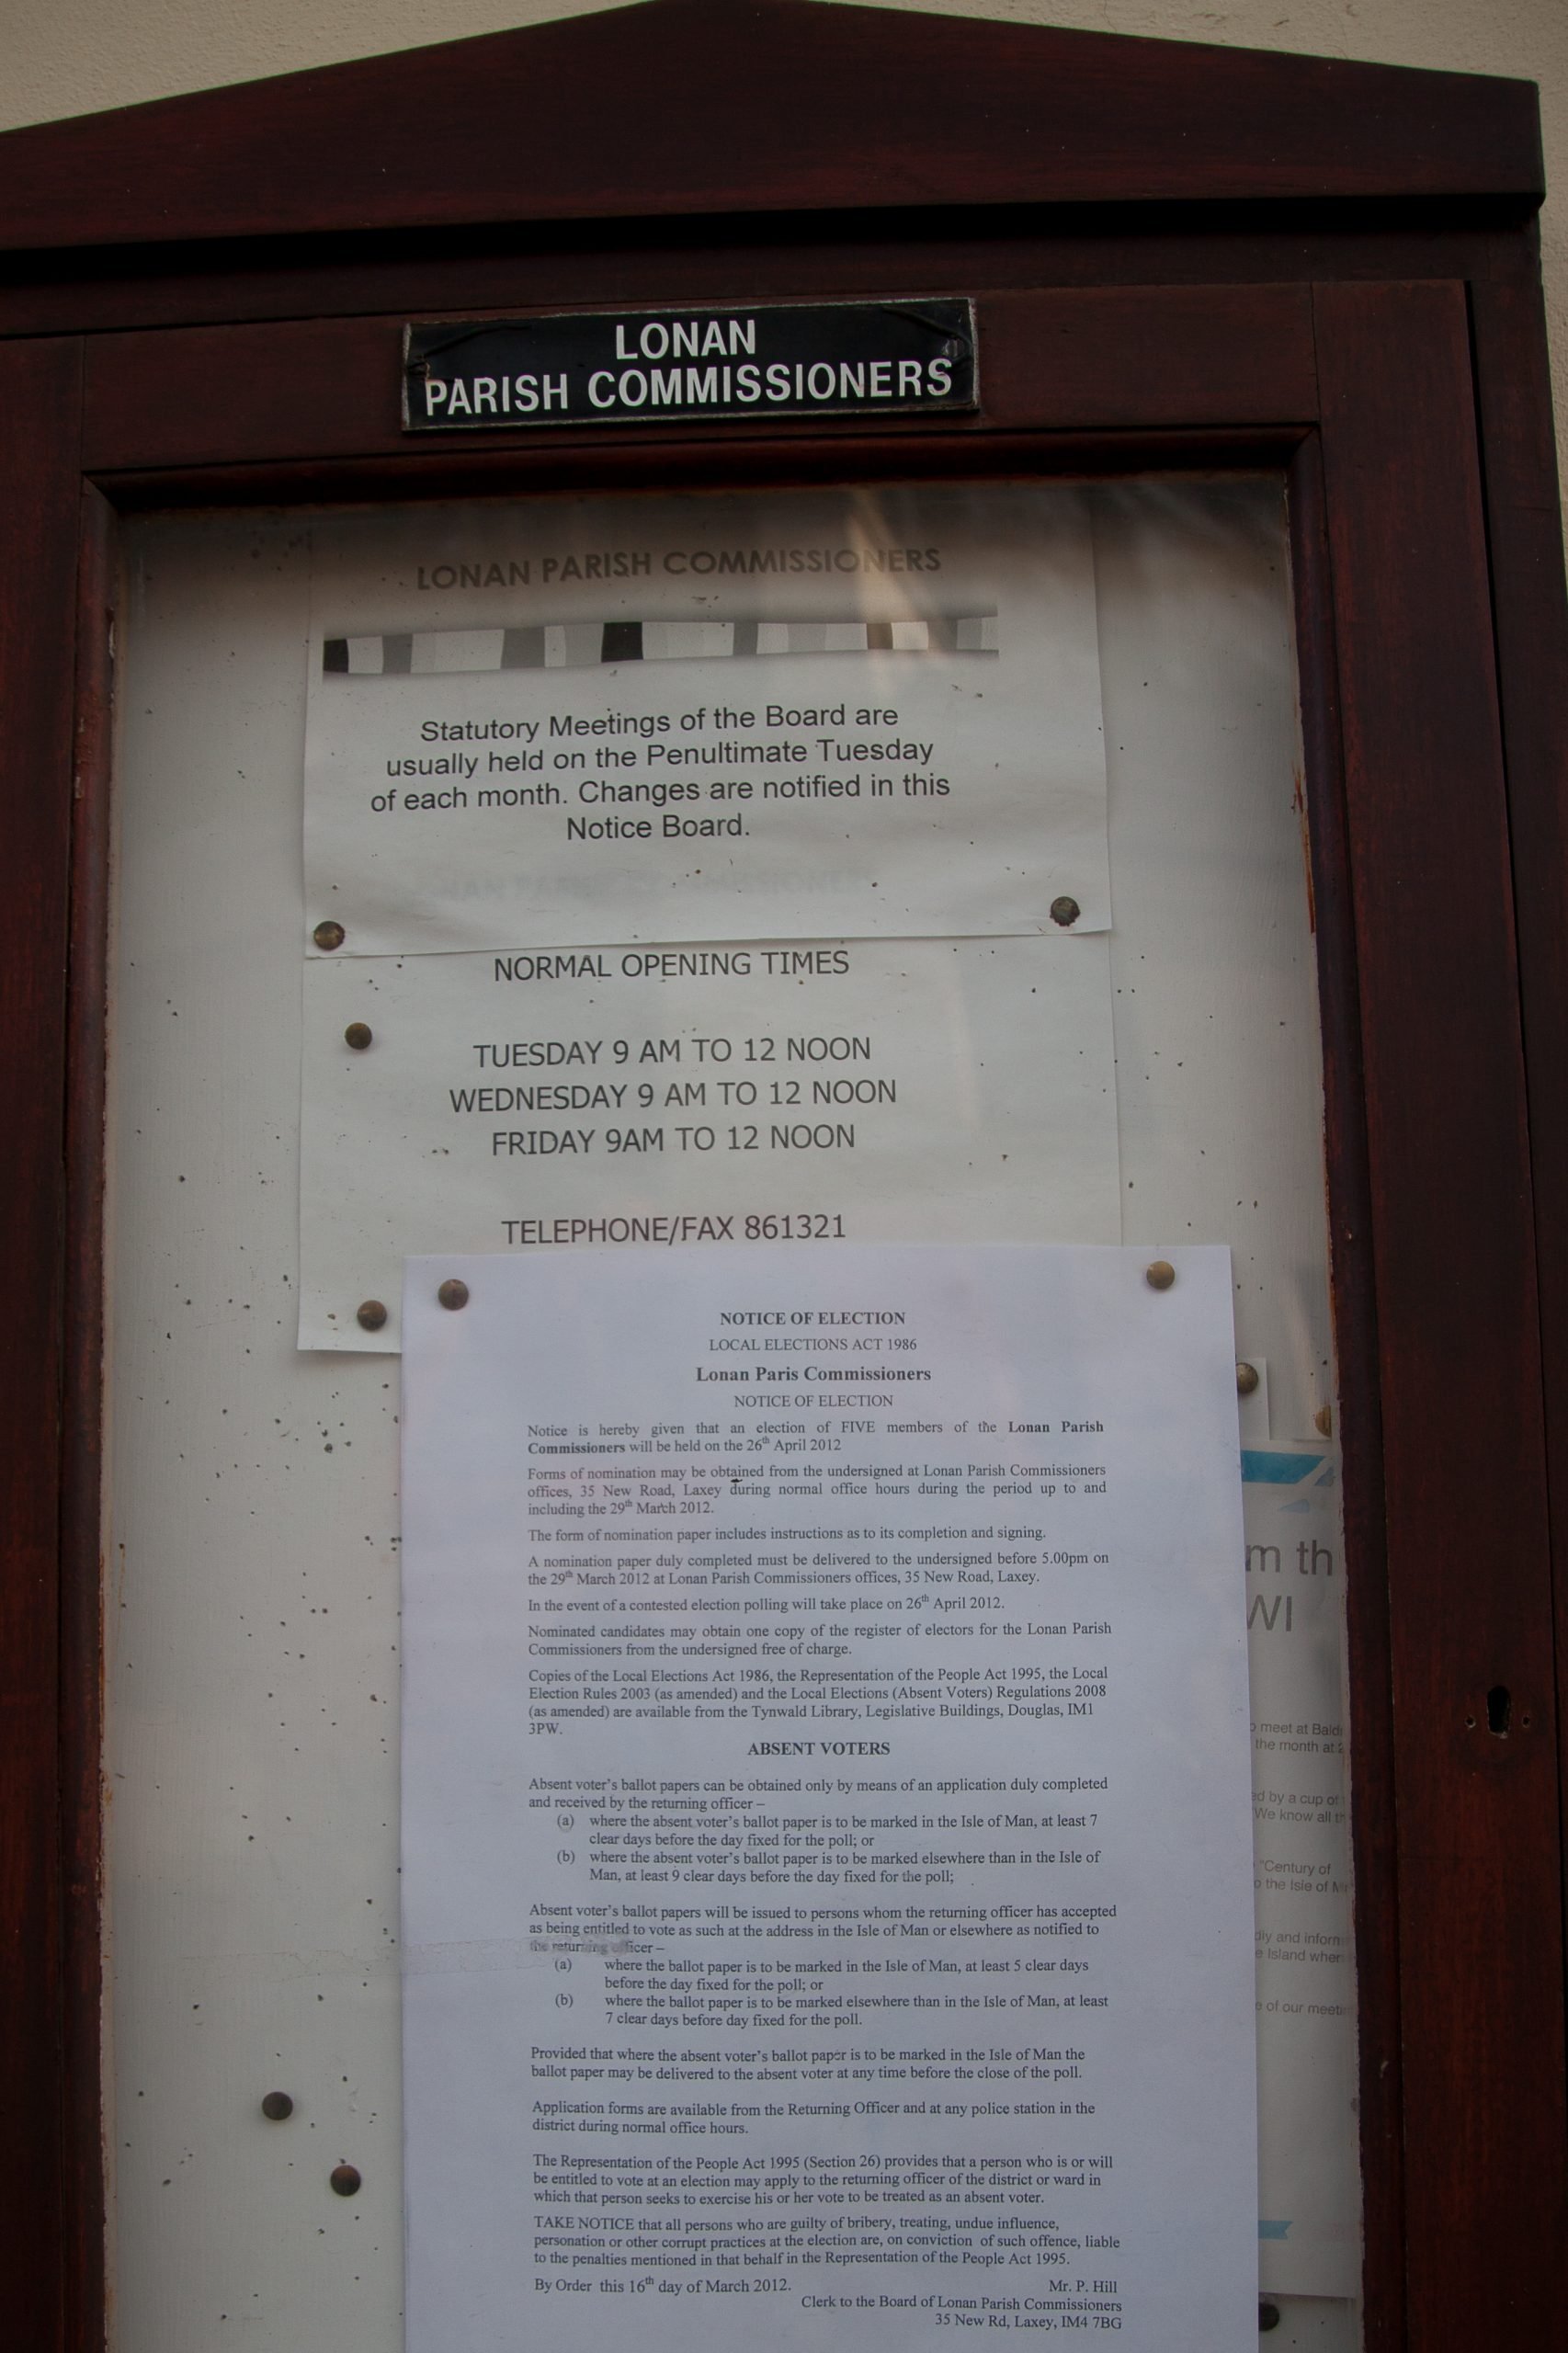 LONAN
PARISH COMMISSIONERS
LONAN PARISH COMMISSIONERS
Statutory Meetings of the Board are
usually held on the Penultimate Tuesday
of each month. Changes are notified in this
Notice Board.
NORMAL OPENING TIMES
TUESDAY 9 AM TO 12 NOON
WEDNESDAY 9 AM TO 12 NOON
FRIDAY 9AM TO 12 NOON
TELEPHONE/FAX 861321
NOTICE OF ELECTION
LOCAL ELECTIONS ACT 1986
Lonan Paris Commissioners
NOTICE OF ELECTION
Notice is hereby given that an election of FIVE members of the Lonan Parish
Commissioners will be held on the 26th April 2012
Forms of nomination may be obtained from the undersigned at Lonan Parish Commissioners
offices, 35 New Road, Laxey during normal office hours during the period up to and
including the 29th March 2012.
The form of nomination paper includes instructions as to its completion and signing.
A nomination paper duly completed must be delivered to the undersigned before 5.00pm on
the 29th March 2012 at Lonan Parish Commissioners offices, 35 New Road, Laxey.
In the event of a contested election polling will take place on 26th April 2012.
Nominated candidates may obtain one copy of the register of electors for the Lonan Parish
Commissioners from the undersigned free of charge.
Copies of the Local Elections Act 1986, the Representation of the People Act 1995, the Local
Election Rules 2003 (as amended) and the Local Elections (Absent Voters) Regulations 2008
(as amended) are available from the Tynwald Library, Legislative Buildings, Douglas, IM1
3PW.
ABSENT VOTERS
Absent voter's ballot papers can be obtained only by means of an application duly completed
and received by the returning officer –
(a) where the absent voter's ballot paper is to be marked in the Isle of Man, at least 7
clear days before the day fixed for the poll; or
(b) where the absent voter's ballot paper is to be marked elsewhere than in the Isle of
Man, at least 9 clear days before the day fixed for the poll;
Absent voter's ballot papers will be issued to persons whom the returning officer has accepted
as being entitled to vote as such at the address in the Isle of Man or elsewhere as notified to
the returning officer –
(a) where the ballot paper is to be marked in the Isle of Man, at least 5 clear days
before the day fixed for the poll; or
(b) where the ballot paper is to be marked elsewhere than in the Isle of Man, at least
7 clear days before day fixed for the poll.
Provided that where the absent voter's ballot paper is to be marked in the Isle of Man the
ballot paper may be delivered to the absent voter at any time before the close of the poll.
Application forms are available from the Returning Officer and at any police station in the
district during normal office hours.
The Representation of the People Act 1995 (Section 26) provides that a person who is or will
be entitled to vote at an election may apply to the returning officer of the district or ward in
which that person seeks to exercise his or her vote to be treated as an absent voter.
TAKE NOTICE that all persons who are guilty of bribery, treating, undue influence,
personation or other corrupt practices at the election are, on conviction of such offence, liable
to the penalties mentioned in that behalf in the Representation of the People Act 1995.
By Order this 16th day of March 2012. Mr. P. Hill
Clerk to the Board of Lonan Parish Commissioners
35 New Rd, Laxey, IM4 7BG
m th
WI
meet at
the month at
by a cup of
We know all
"Century of
the Isle of
and inform
Island wher
of our